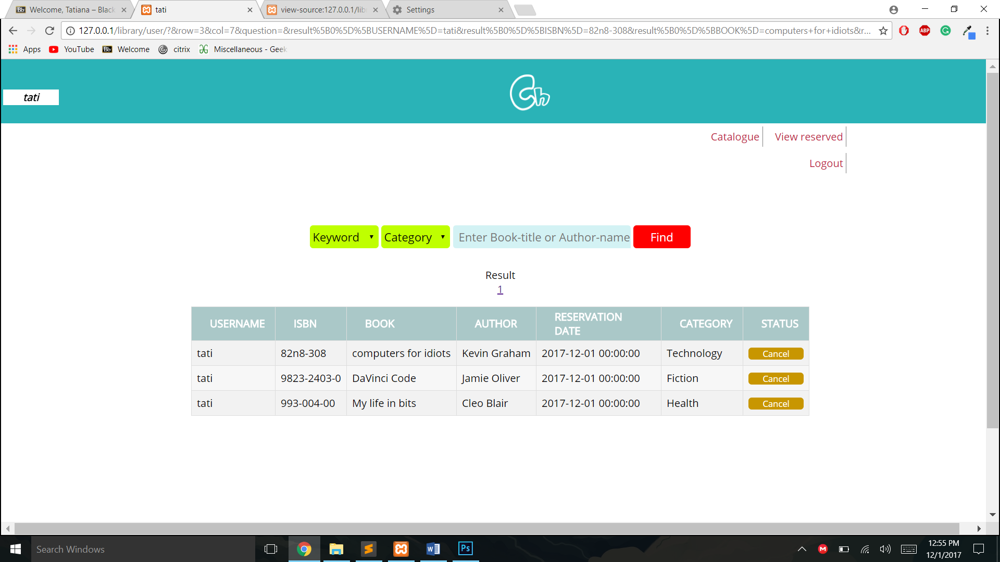 Welcome, Tatiana – Black
tati
view-source:127.0.0.1/lib
Settings
127.0.0.1/library/user/?&row=3&col=7&question=&result%5B0%5D%5BUSERNAME%5D=tati&result%5B0%5D%5BISBN%5D=82n8-308&result%5B0%5D%5BBOOK%5D=computers+for+idiots&r...
Apps YouTube Bb Welcome citrix Miscellaneous - Geek
tati
Gh
Catalogue View reserved
Logout
Keyword Category Enter Book-title or Author-name Find
Result
1
USERNAME ISBN BOOK AUTHOR RESERVATION DATE CATEGORY STATUS
tati 82n8-308 computers for idiots Kevin Graham 2017-12-01 00:00:00 Technology Cancel
tati 9823-2403-0 DaVinci Code Jamie Oliver 2017-12-01 00:00:00 Fiction Cancel
tati 993-004-00 My life in bits Cleo Blair 2017-12-01 00:00:00 Health Cancel
Search Windows
12:55 PM
12/1/2017